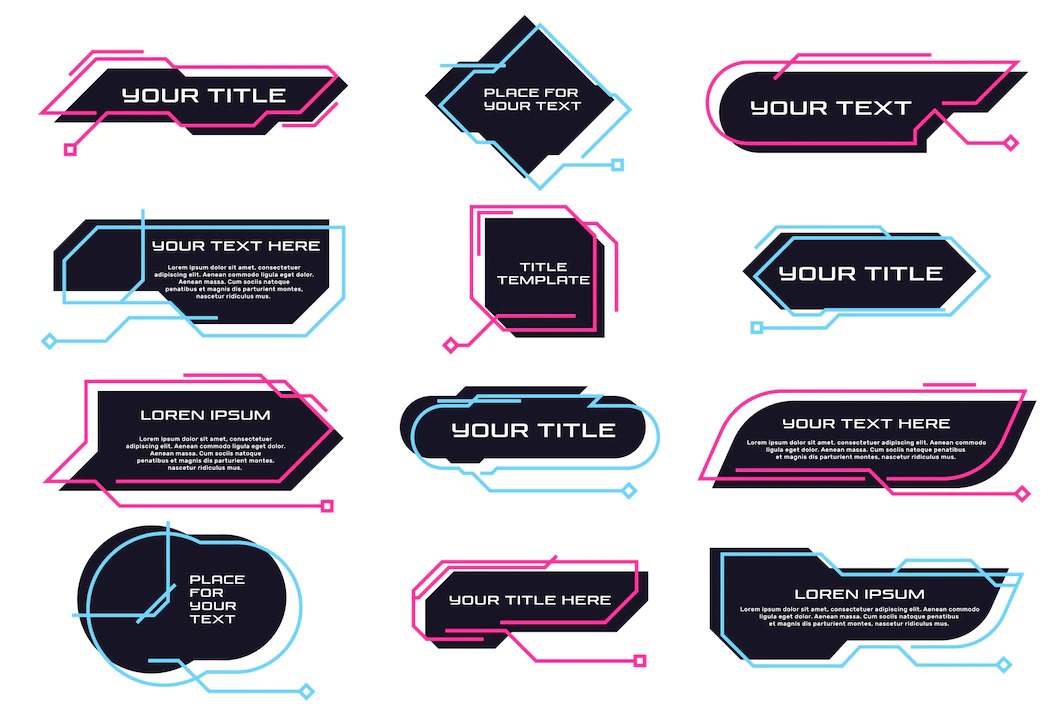 YOUR TITLE
PLACE FOR
YOUR TEXT
YOUR TEXT
YOUR TEXT HERE
Lorem ipsum dolor sit amet, consectetuer
adipiscing elit. Aenean commodo ligula eget dolor.
Aenean massa. Cum sociis natoque
penatibus et magnis dis parturient montes,
nascetur ridiculus mus.
TITLE
TEMPLATE
YOUR TITLE
LOREN IPSUM
Lorem ipsum dolor sit amet, consectetuer
adipiscing elit. Aenean commodo ligula eget dolor.
Aenean massa. Cum sociis natoque
penatibus et magnis dis parturient montes,
nascetur ridiculus mus.
YOUR TITLE
YOUR TEXT HERE
Lorem ipsum dolor sit amet, consectetuer adipiscing elit. Aenean commodo
ligula eget dolor. Aenean massa. Cum sociis natoque penatibus
et magnis dis parturient montes, nascetur ridiculus mus.
PLACE
FOR
YOUR
TEXT
YOUR TITLE HERE
LOREN IPSUM
Lorem ipsum dolor sit amet, consectetuer adipiscing elit. Aenean commodo
ligula eget dolor. Aenean massa. Cum sociis natoque penatibus
et magnis dis parturient montes, nascetur ridiculus mus.